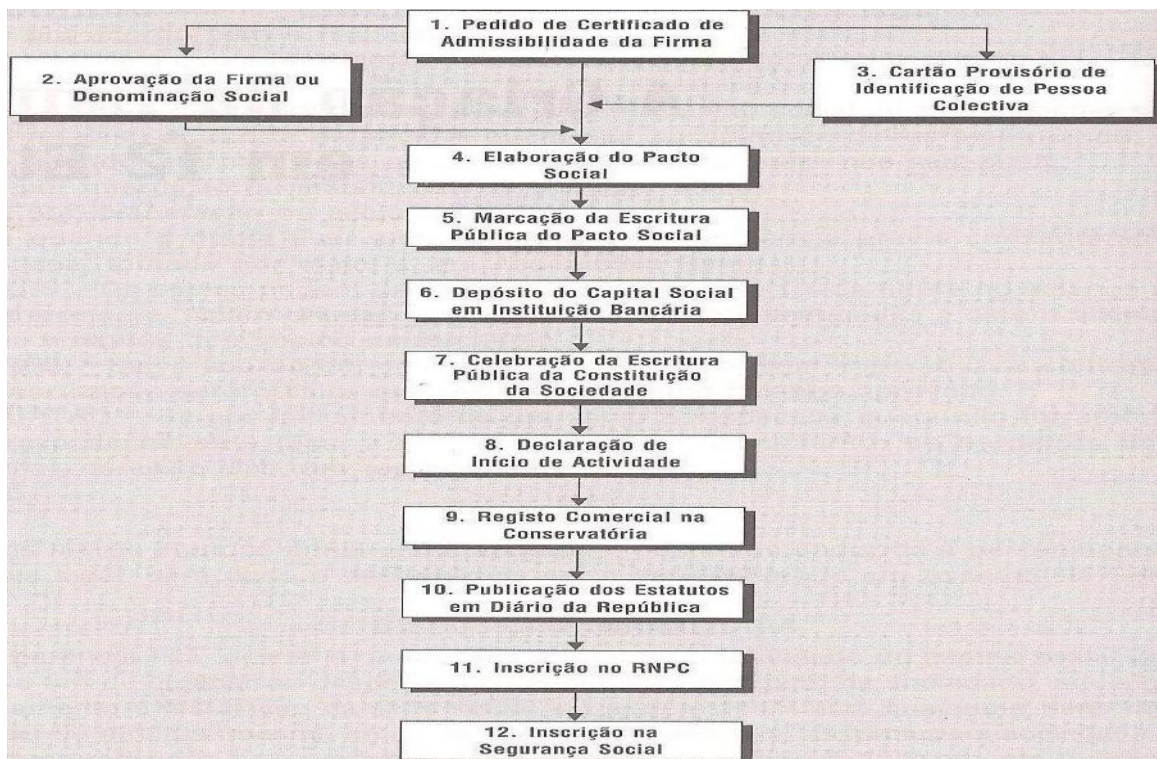 1. Pedido de Certificado de
Admissibilidade da Firma
2. Aprovação da Firma ou
Denominação Social
3. Cartão Provisório de
Identificação de Pessoa
Colectiva
4. Elaboração do Pacto
Social
5. Marcação da Escritura
Pública do Pacto Social
6. Depósito do Capital Social
em Instituição Bancária
7. Celebração da Escritura
Pública da Constituição
da Sociedade
8. Declaração de
Início de Actividade
9. Registo Comercial na
Conservatória
10. Publicação dos Estatutos
em Diário da República
11. Inscrição no RNPC
12. Inscrição na
Segurança Social